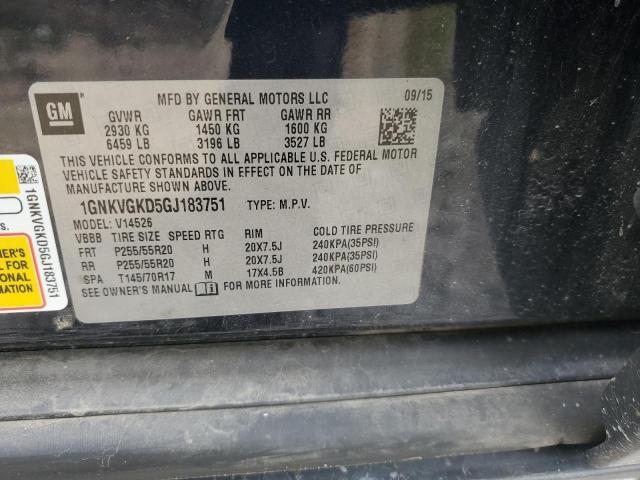 GM
MFD BY GENERAL MOTORS LLC 09/15
GVWR GAWR FRT GAWR RR
2930 KG 1450 KG 1600 KG
6459 LB 3196 LB 3527 LB
THIS VEHICLE CONFORMS TO ALL APPLICABLE U.S. FEDERAL MOTOR
VEHICLE SAFETY STANDARDS IN EFFECT ON THE DATE OF
MANUFACTURE SHOWN ABOVE.
1GNKVGKD5GJ183751 TYPE: M.P.V.
MODEL: V14526
VBBB TIRE SIZE SPEED RTG RIM COLD TIRE PRESSURE
FRT P255/55R20 H 20X7.5J 240KPA(35PSI)
RR P255/55R20 H 20X7.5J 240KPA(35PSI)
SPA T145/70R17 M 17X4.5B 420KPA(60PSI)
SEE OWNER'S MANUAL FOR MORE INFORMATION.
1GNKVGKD5GJ183751
FOR
ONAL
TION